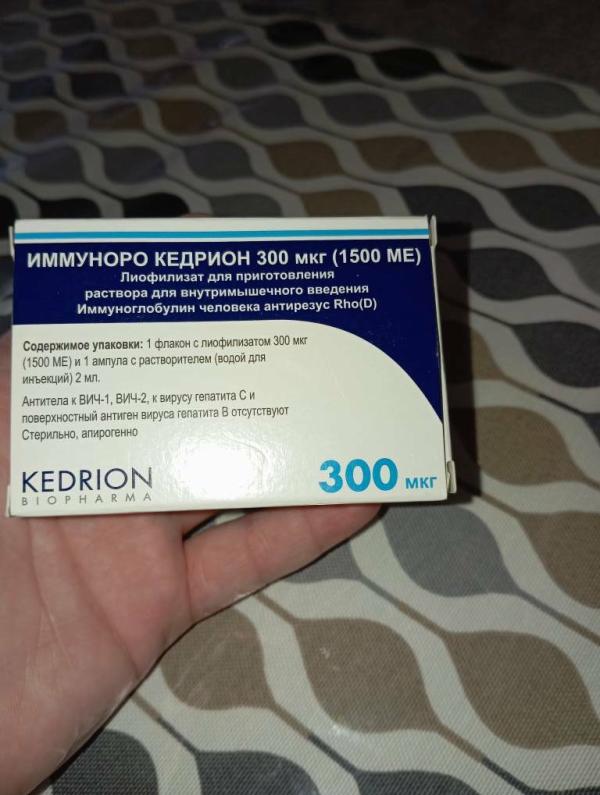 ИММУНОРО КЕДРИОН 300 мкг (1500 МЕ)
Лиофилизат для приготовления
раствора для внутримышечного введения
Иммуноглобулин человека антирезус Rho(D)
Содержимое упаковки: 1 флакон с лиофилизатом 300 мкг
(1500 МЕ) и 1 ампула с растворителем (водой для
инъекций) 2 мл.
Антитела к ВИЧ-1, ВИЧ-2, к вирусу гепатита С и
поверхностный антиген вируса гепатита В отсутствуют
Стерильно, апирогенно
KEDRION
BIOPHARMA
300 мкг